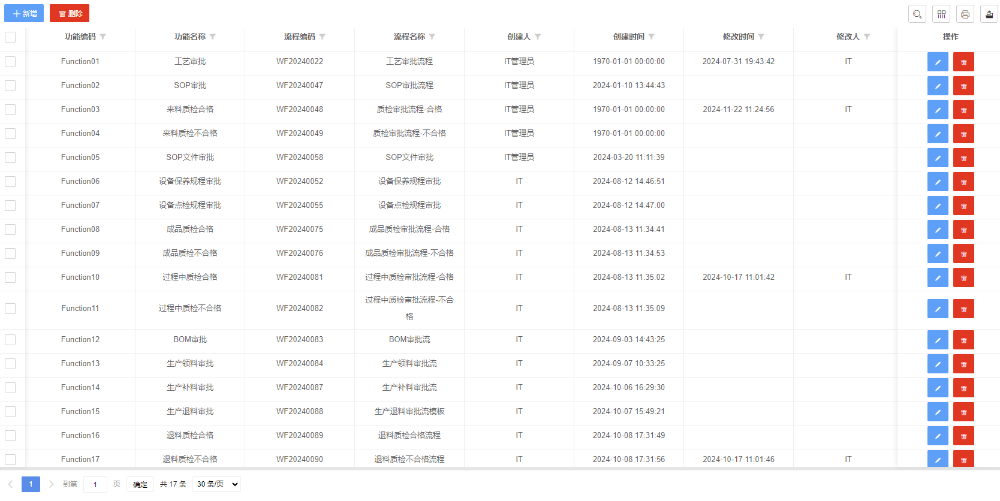 新增 删除
功能编码 功能名称 流程编码 流程名称 创建人 创建时间 修改时间 修改人 操作
Function01 工艺审批 WF20240022 工艺审批流程 IT管理员 1970-01-01 00:00:00 2024-07-31 19:43:42 IT
Function02 SOP审批 WF20240047 SOP审批流程 IT管理员 2024-01-10 13:44:43
Function03 来料质检合格 WF20240048 质检审批流程-合格 IT管理员 1970-01-01 00:00:00 2024-11-22 11:24:56 IT
Function04 来料质检不合格 WF20240049 质检审批流程-不合格 IT管理员 1970-01-01 00:00:00
Function05 SOP文件审批 WF20240058 SOP文件审批 IT管理员 2024-03-20 11:11:39
Function06 设备保养规程审批 WF20240052 设备保养规程审批 IT 2024-08-12 14:46:51
Function07 设备点检规程审批 WF20240055 设备点检规程审批 IT 2024-08-12 14:47:00
Function08 成品质检合格 WF20240075 成品质检审批流程-合格 IT 2024-08-13 11:34:41
Function09 成品质检不合格 WF20240076 成品质检审批流程-不合格 IT 2024-08-13 11:34:53
Function10 过程中质检合格 WF20240081 过程中质检审批流程-合格 IT 2024-08-13 11:35:02 2024-10-17 11:01:42 IT
Function11 过程中质检不合格 WF20240082 过程中质检审批流程-不合
格 IT 2024-08-13 11:35:09
Function12 BOM审批 WF20240083 BOM审批流 IT 2024-09-03 14:43:25
Function13 生产领料审批 WF20240084 生产领料审批流 IT 2024-09-07 10:33:25
Function14 生产补料审批 WF20240087 生产补料审批流 IT 2024-10-06 16:29:30
Function15 生产退料审批 WF20240088 生产退料审批流模板 IT 2024-10-07 15:49:21
Function16 退料质检合格 WF20240089 退料质检合格流程 IT 2024-10-08 17:31:49
Function17 退料质检不合格 WF20240090 退料质检不合格流程 IT 2024-10-08 17:31:56 2024-10-17 11:01:46 IT
1 到第 1 页 确定 共 17 条 30 条/页